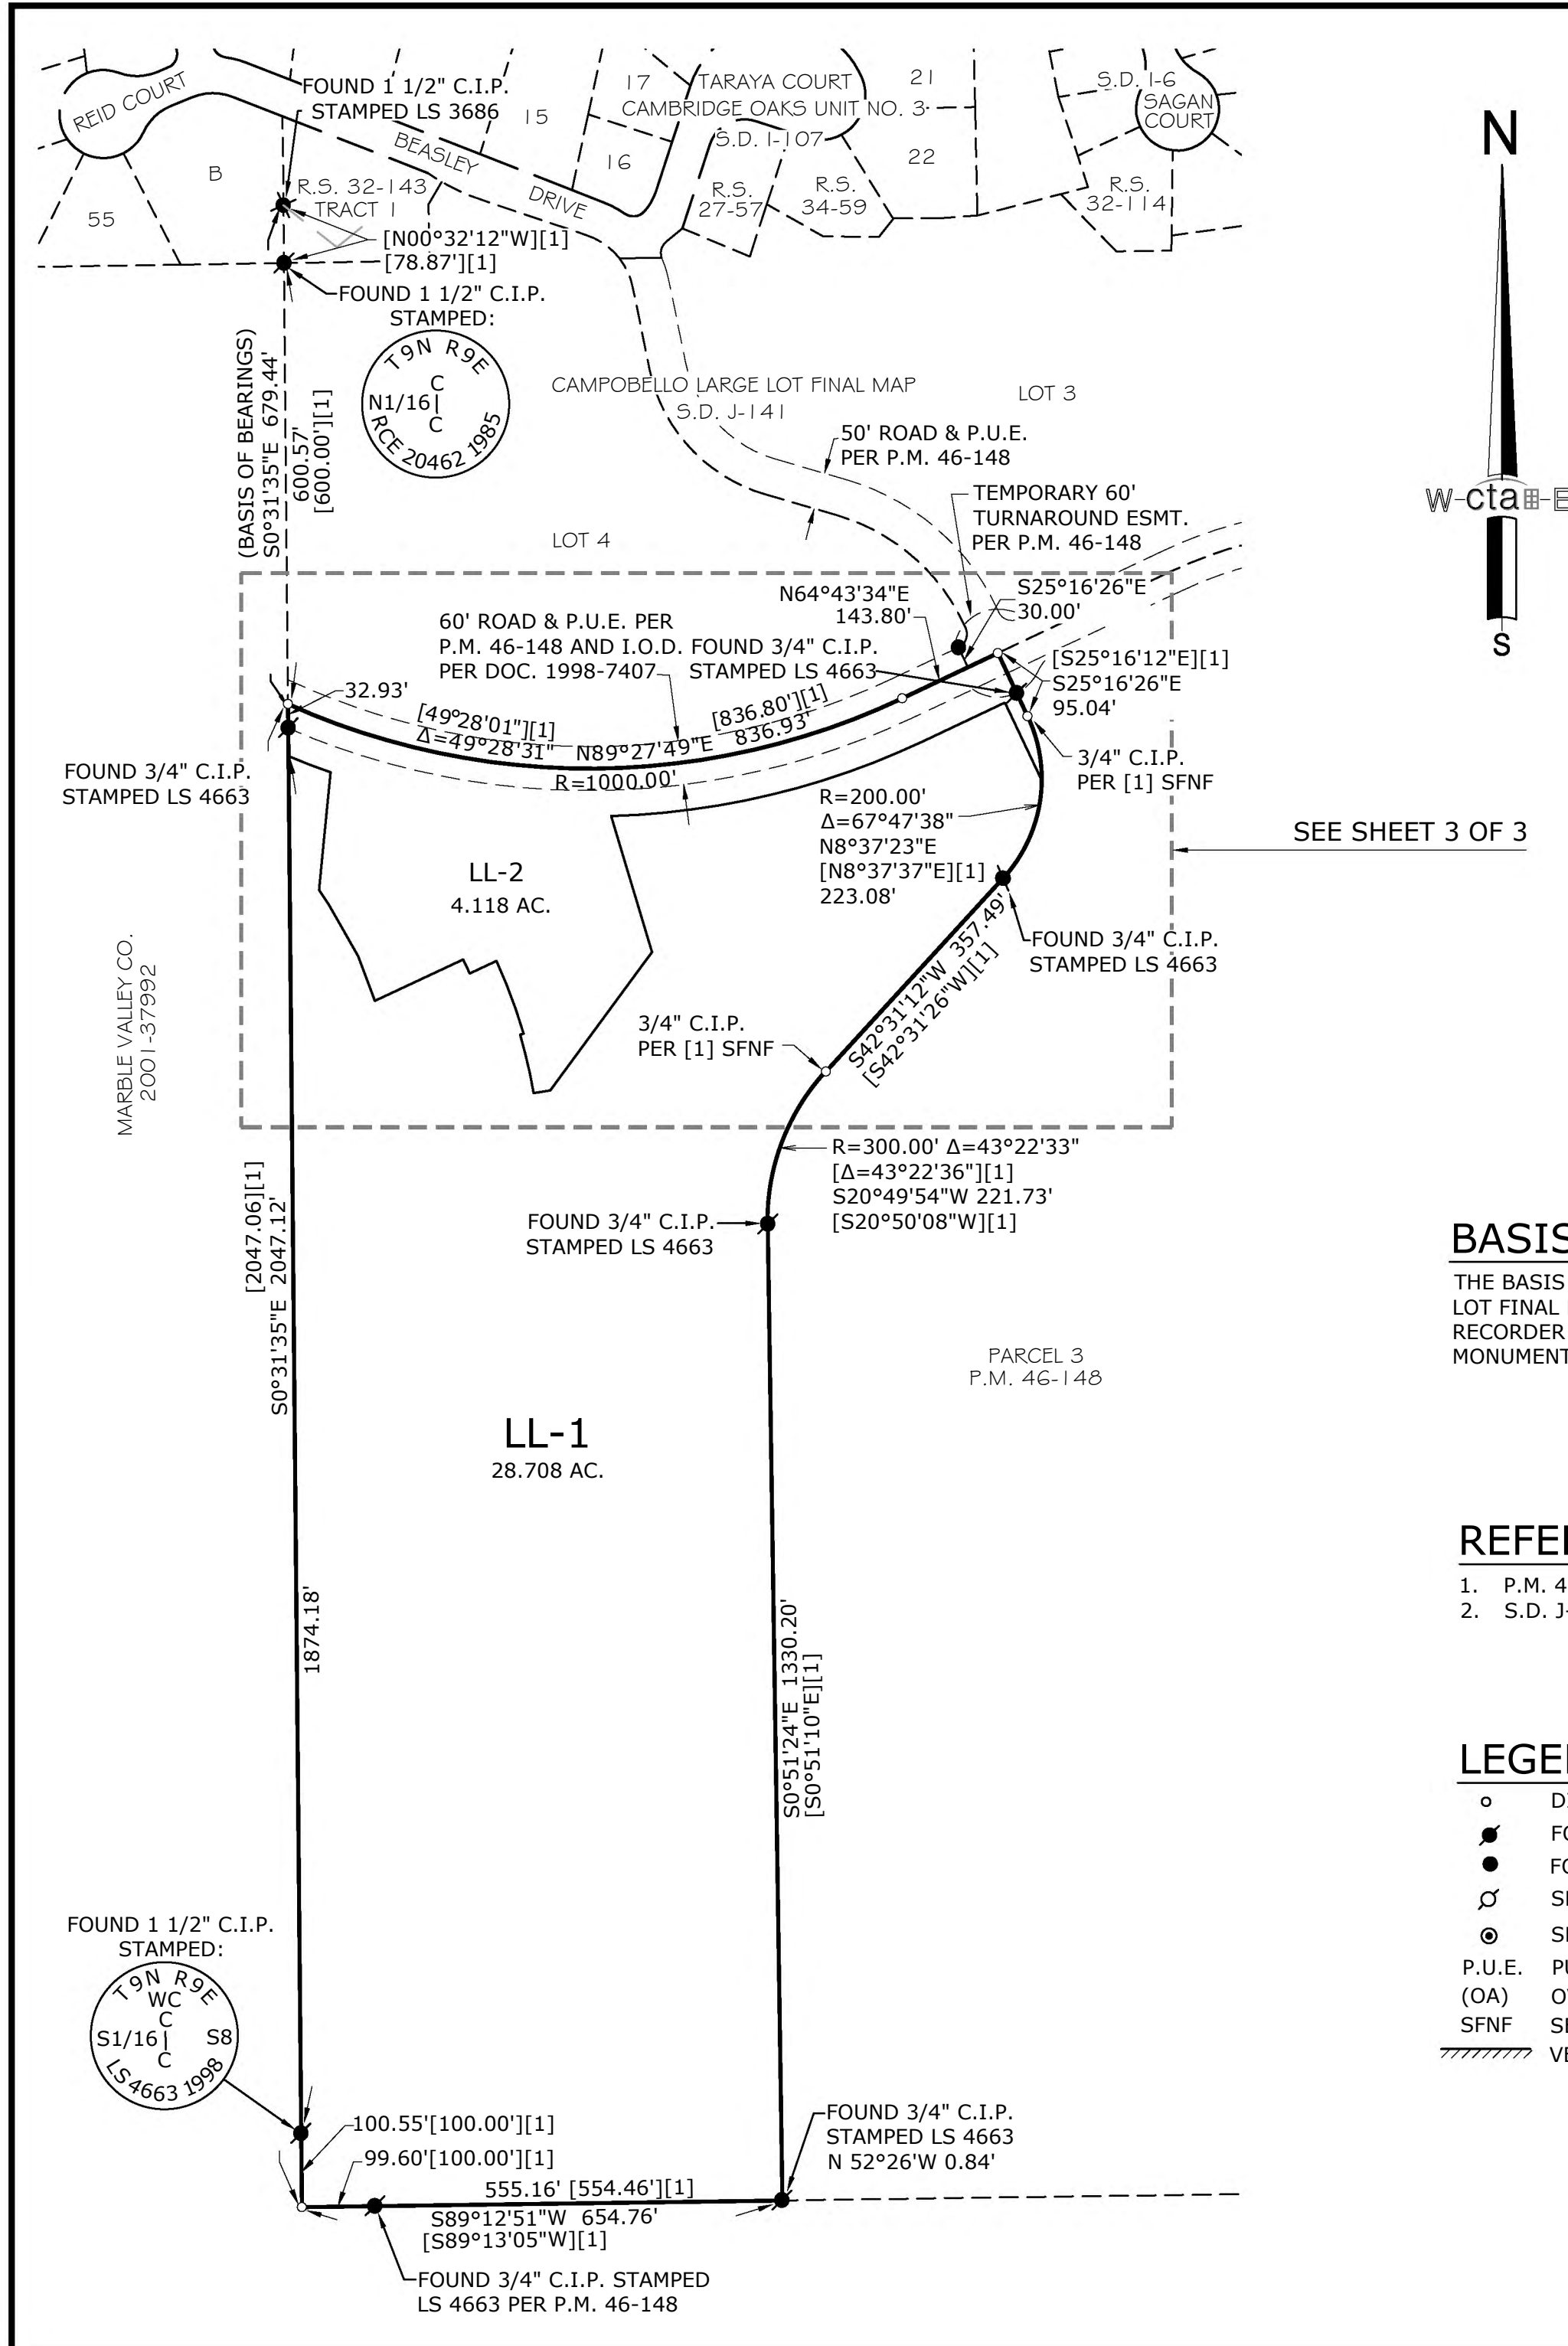 REID COURT
FOUND 1 1/2" C.I.P.
STAMPED LS 3686
15
17
16
TARAYA COURT
CAMBRIDGE OAKS UNIT NO. 3
S.D. I-107
21
22
S.D. I-6
SAGAN
COURT
B
55
R.S. 32-143
TRACT 1
BEASLEY
DRIVE
R.S.
27-57
R.S.
34-59
R.S.
32-114
N
W
cta
E
S
[N00°32'12"W][1]
[78.87'][1]
FOUND 1 1/2" C.I.P.
STAMPED:
T9N R9E
C
N1/16
C
RCE 20462 1985
(BASIS OF BEARINGS)
S0°31'35"E 679.44'
600.57'
[600.00'][1]
CAMPOBELLO LARGE LOT FINAL MAP
S.D. J-141
LOT 3
50' ROAD & P.U.E.
PER P.M. 46-148
TEMPORARY 60'
TURNAROUND ESMT.
PER P.M. 46-148
LOT 4
N64°43'34"E
143.80'
S25°16'26"E
30.00'
60' ROAD & P.U.E. PER
P.M. 46-148 AND I.O.D.
PER DOC. 1998-7407
FOUND 3/4" C.I.P.
STAMPED LS 4663
[S25°16'12"E][1]
S25°16'26"E
95.04'
32.93'
[49°28'01"][1]
[836.80'][1]
Δ=49°28'31" N89°27'49"E 836.93'
R=1000.00'
3/4" C.I.P.
PER [1] SFNF
FOUND 3/4" C.I.P.
STAMPED LS 4663
R=200.00'
Δ=67°47'38"
N8°37'23"E
[N8°37'37"E][1]
223.08'
SEE SHEET 3 OF 3
LL-2
4.118 AC.
MARBLE VALLEY CO.
2001-37992
FOUND 3/4" C.I.P.
STAMPED LS 4663
S42°31'12"W 357.49'
[S42°31'26"W][1]
3/4" C.I.P.
PER [1] SFNF
R=300.00' Δ=43°22'33"
[Δ=43°22'36"][1]
S20°49'54"W 221.73'
[S20°50'08"W][1]
FOUND 3/4" C.I.P.
STAMPED LS 4663
[2047.06][1]
S0°31'35"E 2047.12'
BASIS
THE BASIS
LOT FINAL
RECORDER
MONUMENT
PARCEL 3
P.M. 46-148
LL-1
28.708 AC.
1874.18'
S0°51'24"E 1330.20'
[S0°51'10"E][1]
1. P.M. 4
2. S.D. J-
P.U.E.
(OA)
SFNF
FOUND 1 1/2" C.I.P.
STAMPED:
T9N R9E
WC
C
S1/16
S8
C
LS 4663 1998
100.55'[100.00'][1]
99.60'[100.00'][1]
555.16' [554.46'][1]
S89°12'51"W 654.76'
[S89°13'05"W][1]
FOUND 3/4" C.I.P.
STAMPED LS 4663
N 52°26'W 0.84'
FOUND 3/4" C.I.P. STAMPED
LS 4663 PER P.M. 46-148